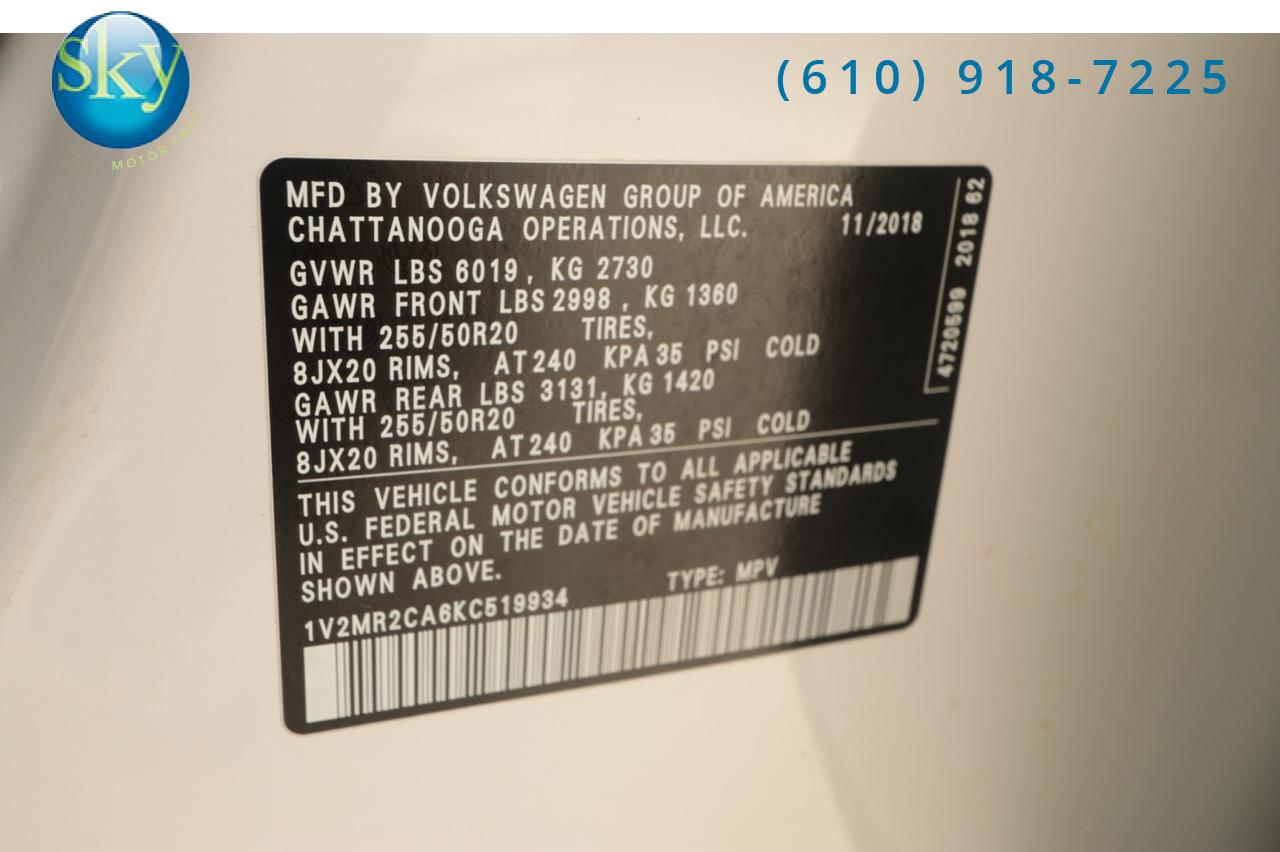 Sky
MOTOR CARS
(610) 918-7225
MFD BY VOLKSWAGEN GROUP OF AMERICA
CHATTANOOGA OPERATIONS, LLC. 11/2018
GVWR LBS 6019, KG 2730
GAWR FRONT LBS 2998, KG 1360
WITH 255/50R20 TIRES,
8JX20 RIMS, AT 240 KPA 35 PSI COLD
GAWR REAR LBS 3131, KG 1420
WITH 255/50R20 TIRES,
8JX20 RIMS, AT 240 KPA 35 PSI COLD
THIS VEHICLE CONFORMS TO ALL APPLICABLE
U.S. FEDERAL MOTOR VEHICLE SAFETY STANDARDS
IN EFFECT ON THE DATE OF MANUFACTURE
SHOWN ABOVE. TYPE: MPV
1V2MR2CA6KC519934
4720599 2018 62